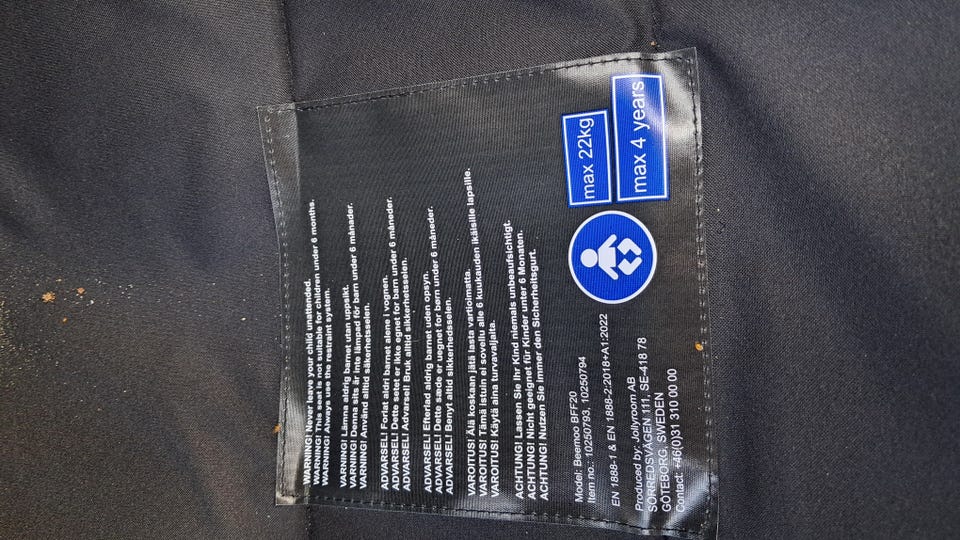 WARNING! Never leave your child unattended.
WARNING! This seat is not suitable for children under 6 months.
WARNING! Always use the restraint system.
VARNING! Lämna aldrig barnet utan uppsikt.
VARNING! Denna sits är inte lämpad för barn under 6 månader.
VARNING! Använd alltid säkerhetsselen.
ADVARSEL! Forlat aldri barnet alene i vognen.
ADVARSEL! Dette setet er ikke egnet for barn under 6 måneder.
ADVARSEL! Advarsel! Bruk alltid sikkerhetsselen.
ADVARSEL! Efterlad aldrig barnet uden opsyn.
ADVARSEL! Dette sæde er uegnet for børn under 6 måneder.
ADVARSEL! Benyt altid sikkerhedsselen.
VAROITUS! Älä koskaan jätä lasta vartioimatta.
VAROITUS! Tämä istuin ei sovellu alle 6 kuukauden ikäisille lapsille.
VAROITUS! Käytä aina turvavaljaita.
ACHTUNG! Lassen Sie Ihr Kind niemals unbeaufsichtigt.
ACHTUNG! Nicht geeignet für Kinder unter 6 Monaten.
ACHTUNG! Nutzen Sie immer den Sicherheitsgurt.
Model: Beemoo BFF20
Item no.: 10250793, 10250794
EN 1888-1 & EN 1888-2:2018+A1:2022
Produced by: Jollyroom AB
SÖRREDSVÄGEN 111, SE-418 78
GÖTEBORG, SWEDEN
Contact: +46(0)31 310 00 00
max 22kg
max 4 years